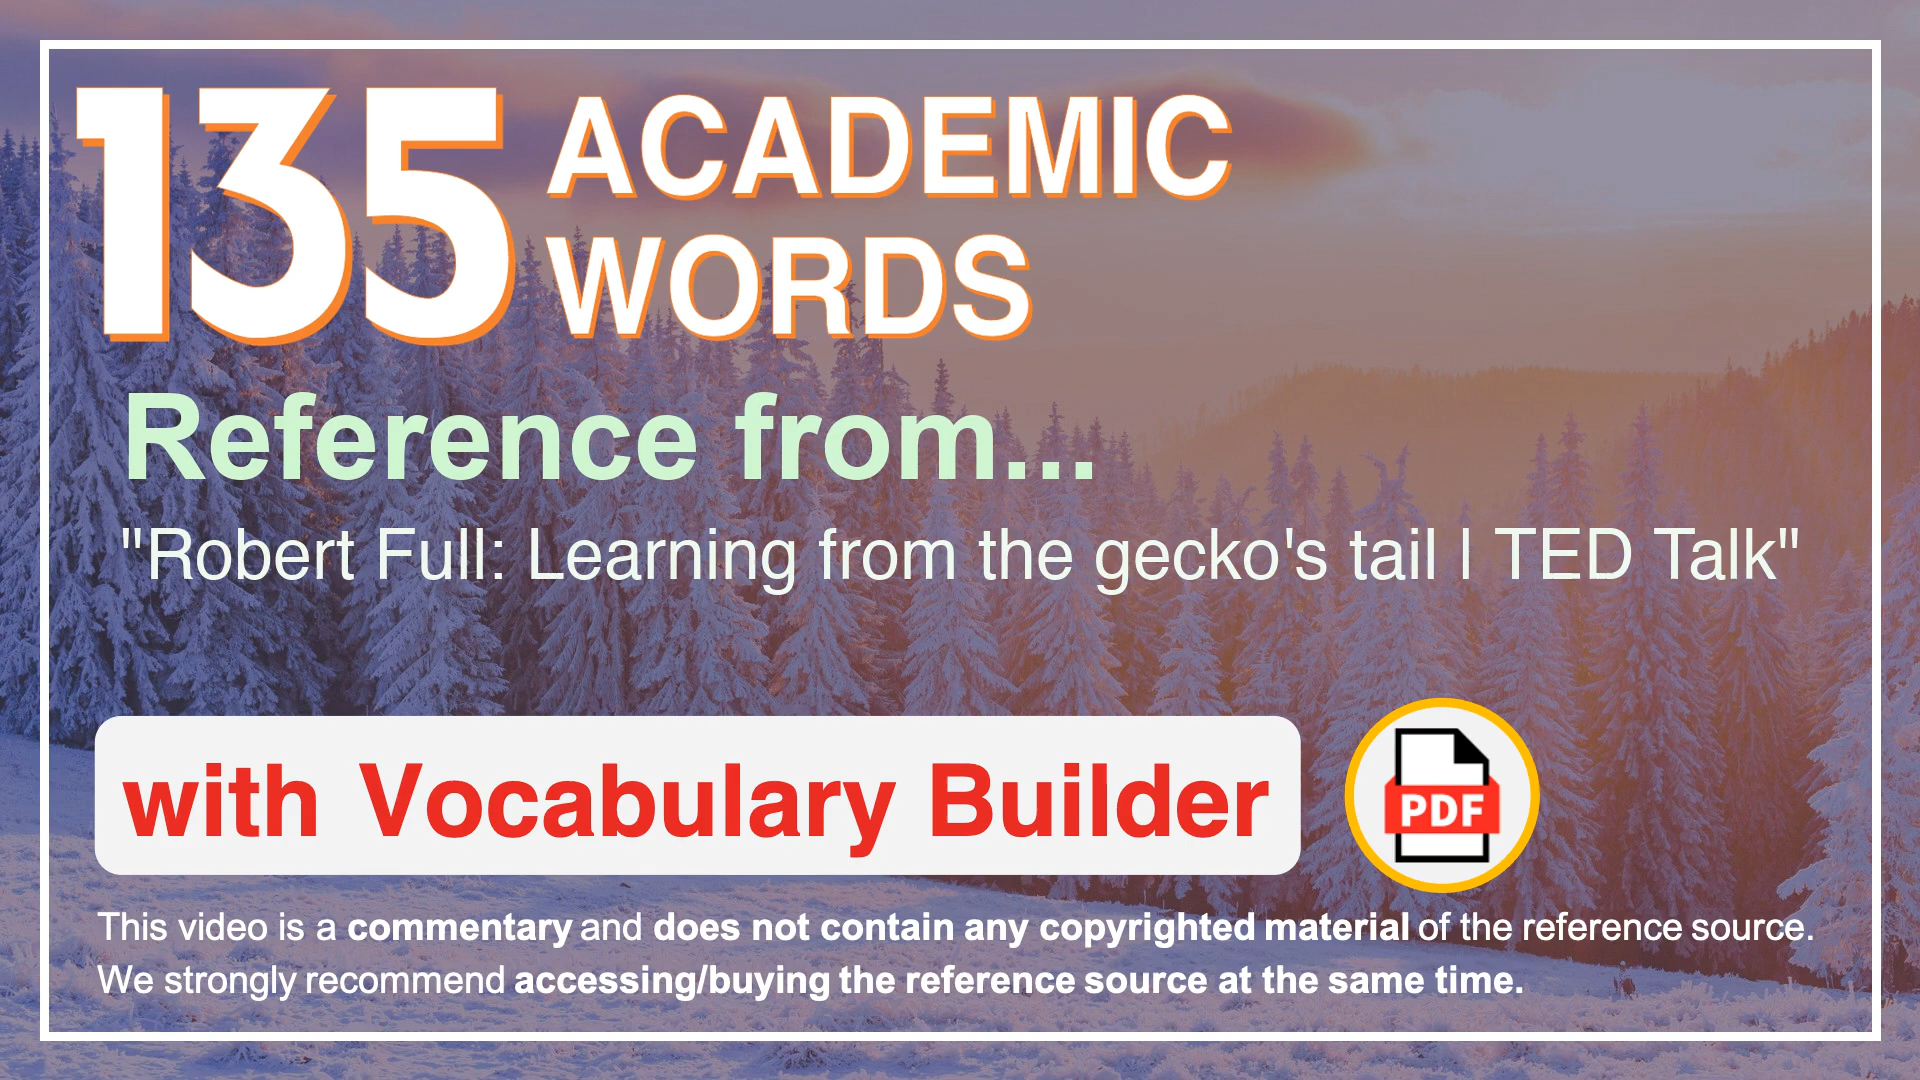 135 ACADEMIC
WORDS
Reference from...
"Robert Full: Learning from the gecko's tail | TED Talk"
with Vocabulary Builder
PDF
This video is a commentary and does not contain any copyrighted material of the reference source.
We strongly recommend accessing/buying the reference source at the same time.